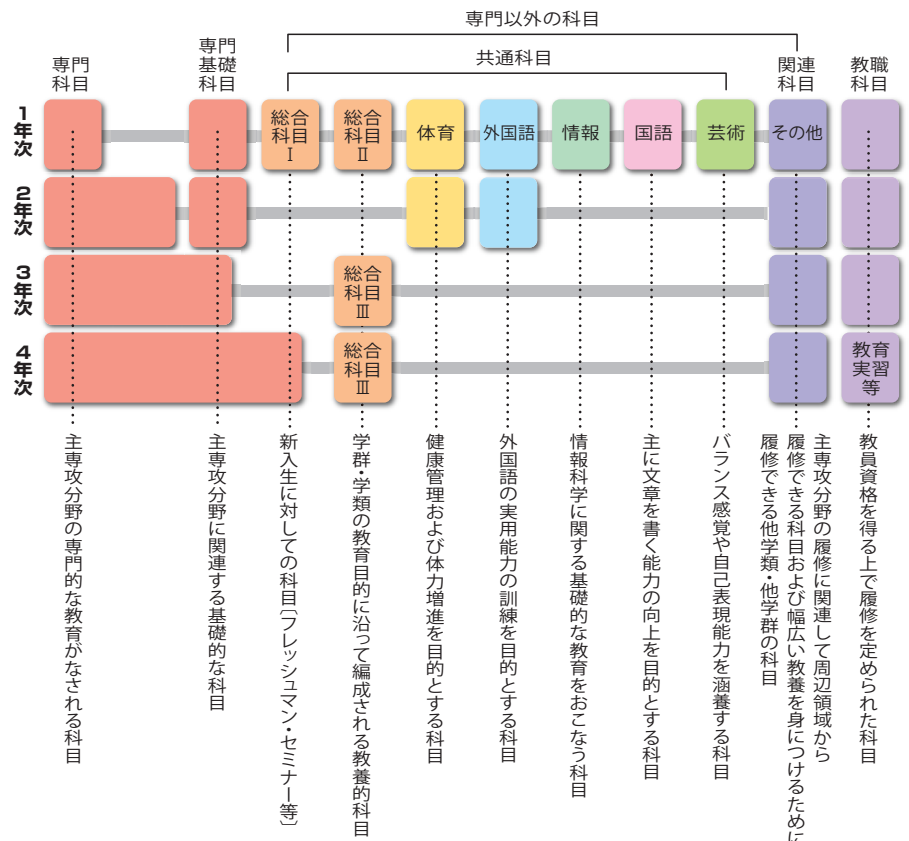 専門以外の科目
共通科目
専門
科目
専門
基礎
科目
関連
科目
教職
科目
1年次
総合
科目
Ⅰ
総合
科目
Ⅱ
体育
外国語
情報
国語
芸術
その他
2年次
3年次
総合
科目
Ⅲ
4年次
総合
科目
Ⅲ
教育
実習
等
主専攻分野の専門的な教育がなされる科目
主専攻分野に関連する基礎的な科目
新入生に対しての科目〔フレッシュマン・セミナー等〕
学群・学類の教育目的に沿って編成される教養的科目
健康管理および体力増進を目的とする科目
外国語の実用能力の訓練を目的とする科目
情報科学に関する基礎的な教育をおこなう科目
主に文章を書く能力の向上を目的とする科目
バランス感覚や自己表現能力を涵養する科目
主専攻分野の履修に関連して周辺領域から
履修できる科目および幅広い教養を身につけるために
履修できる他学類・他学群の科目
教員資格を得る上で履修を定められた科目